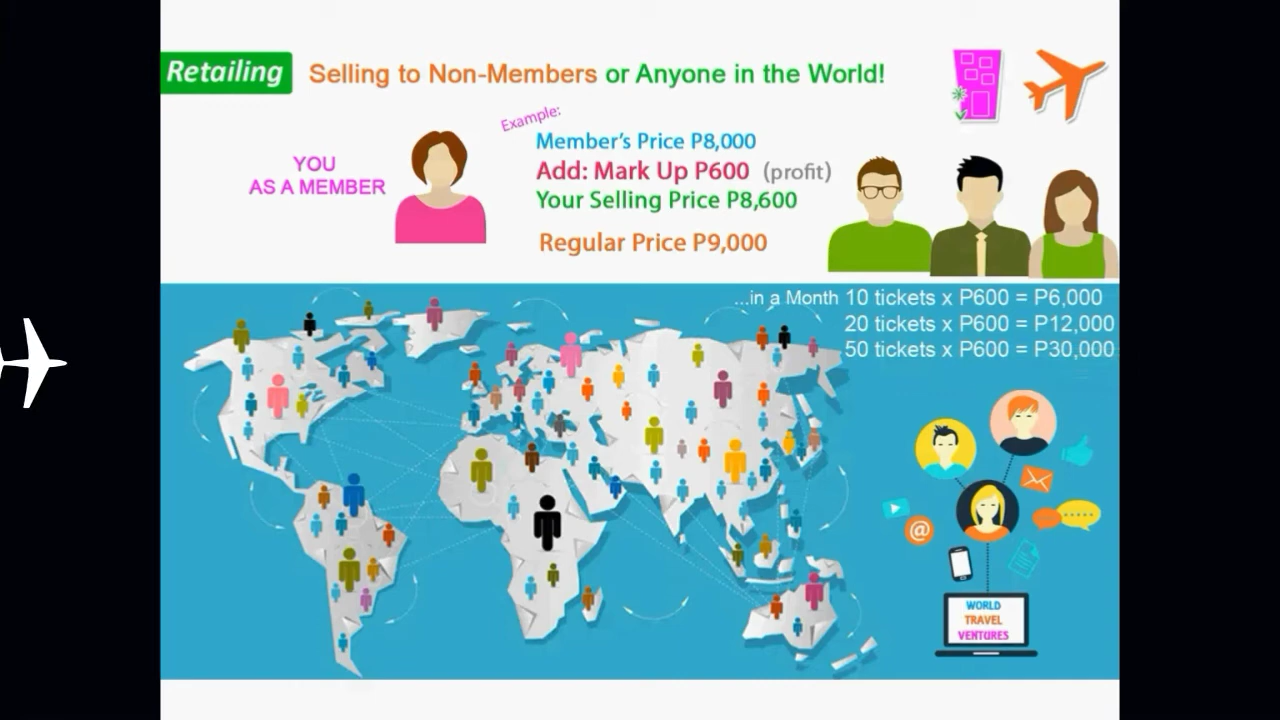 Retailing
Selling to Non-Members or Anyone in the World!
Example:
YOU
AS A MEMBER
Member's Price P8,000
Add: Mark Up P600 (profit)
Your Selling Price P8,600
Regular Price P9,000
...in a Month 10 tickets x P600 = P6,000
20 tickets x P600 = P12,000
50 tickets x P600 = P30,000
@
WORLD
TRAVEL
VENTURES